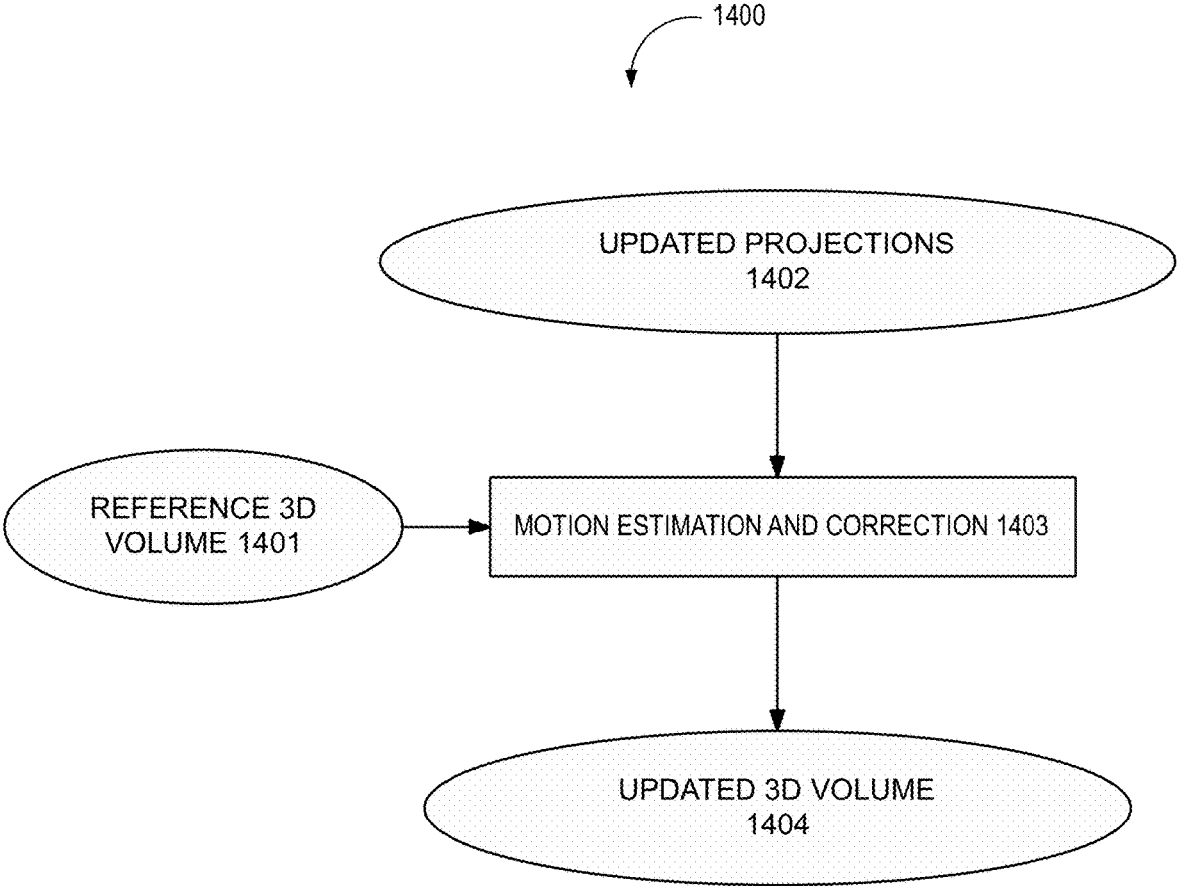 1400
UPDATED PROJECTIONS
1402
REFERENCE 3D
VOLUME 1401
MOTION ESTIMATION AND CORRECTION 1403
UPDATED 3D VOLUME
1404